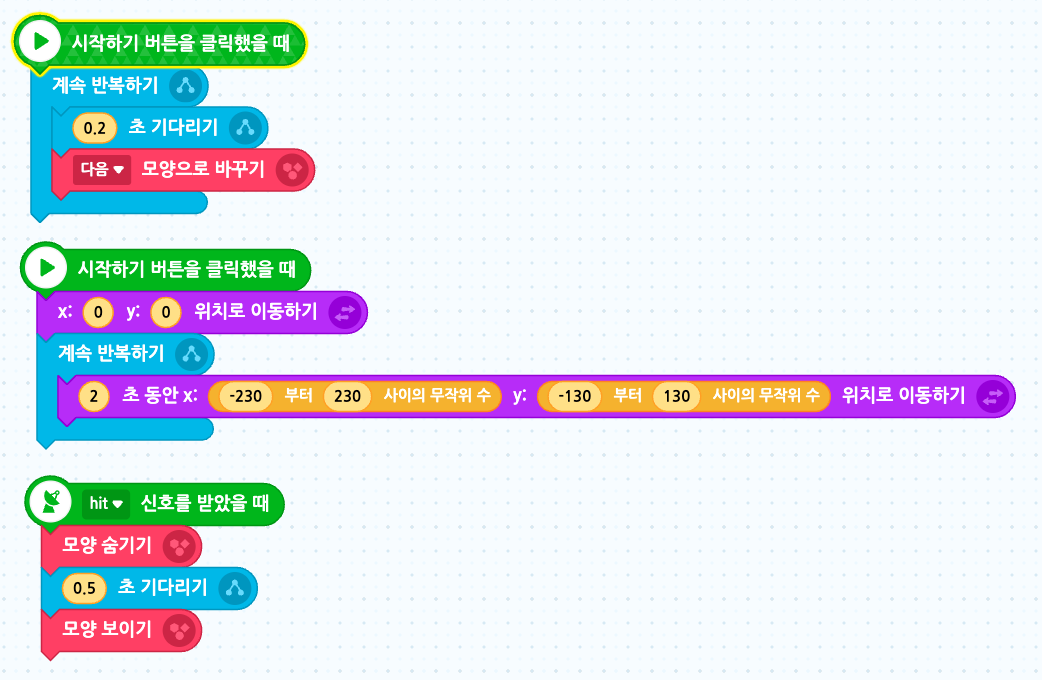 시작하기 버튼을 클릭했을 때
계속 반복하기
0.2 초 기다리기
다음 모양으로 바꾸기
시작하기 버튼을 클릭했을 때
x: 0 y: 0 위치로 이동하기
계속 반복하기
2 초 동안 x: -230 부터 230 사이의 무작위 수 y: -130 부터 130 사이의 무작위 수 위치로 이동하기
hit 신호를 받았을 때
모양 숨기기
0.5 초 기다리기
모양 보이기